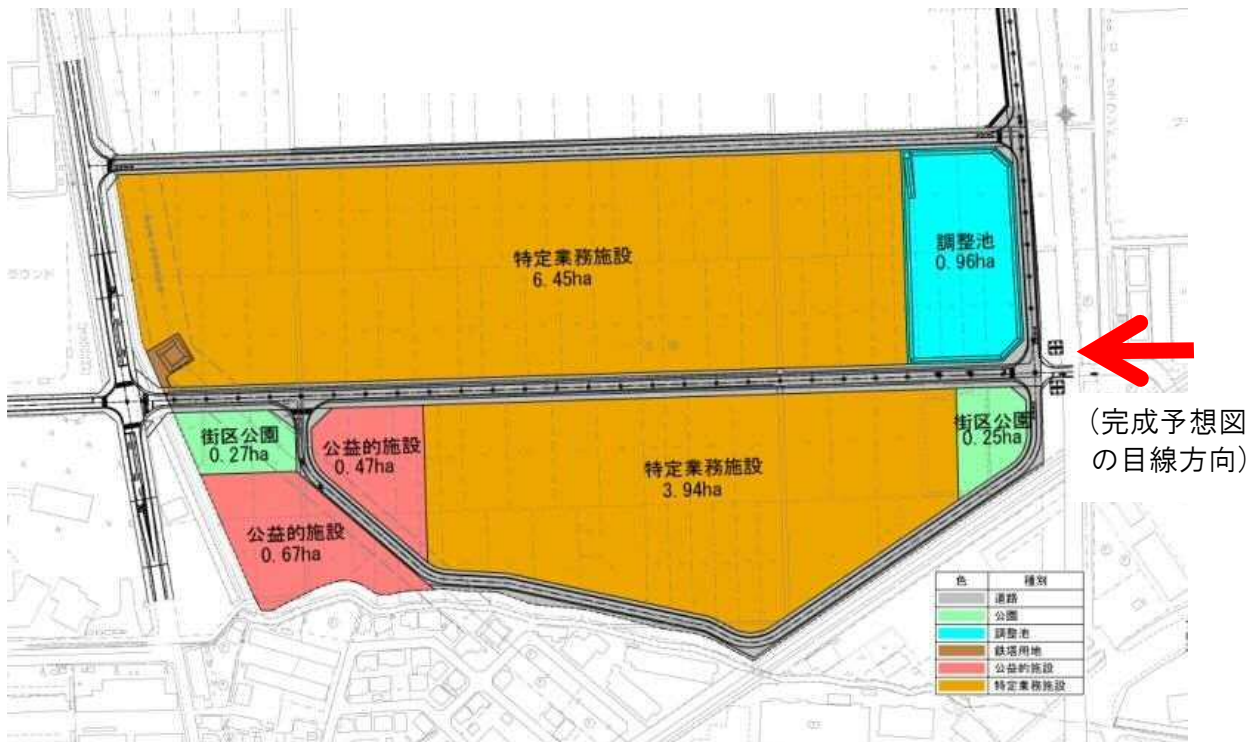 特定業務施設
6.45ha
調整池
0.96ha
(完成予想図
の目線方向)
街区公園
0.27ha
公益的施設
0.47ha
特定業務施設
3.94ha
街区公園
0.25ha
公益的施設
0.67ha
色 種別
道路
公園
調整池
鉄塔用地
公益的施設
特定業務施設